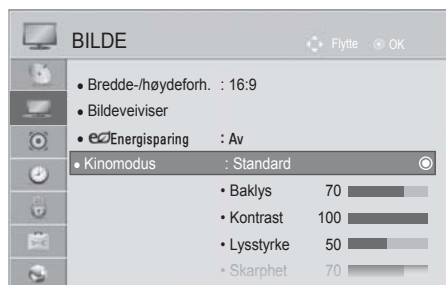 BILDE
Flytte OK
• Bredde-/høydeforh. : 16:9
• Bildeveiviser
• eco Energisparing : Av
• Kinomodus : Standard
• Baklys 70
• Kontrast 100
• Lysstyrke 50
• Skarphet 70